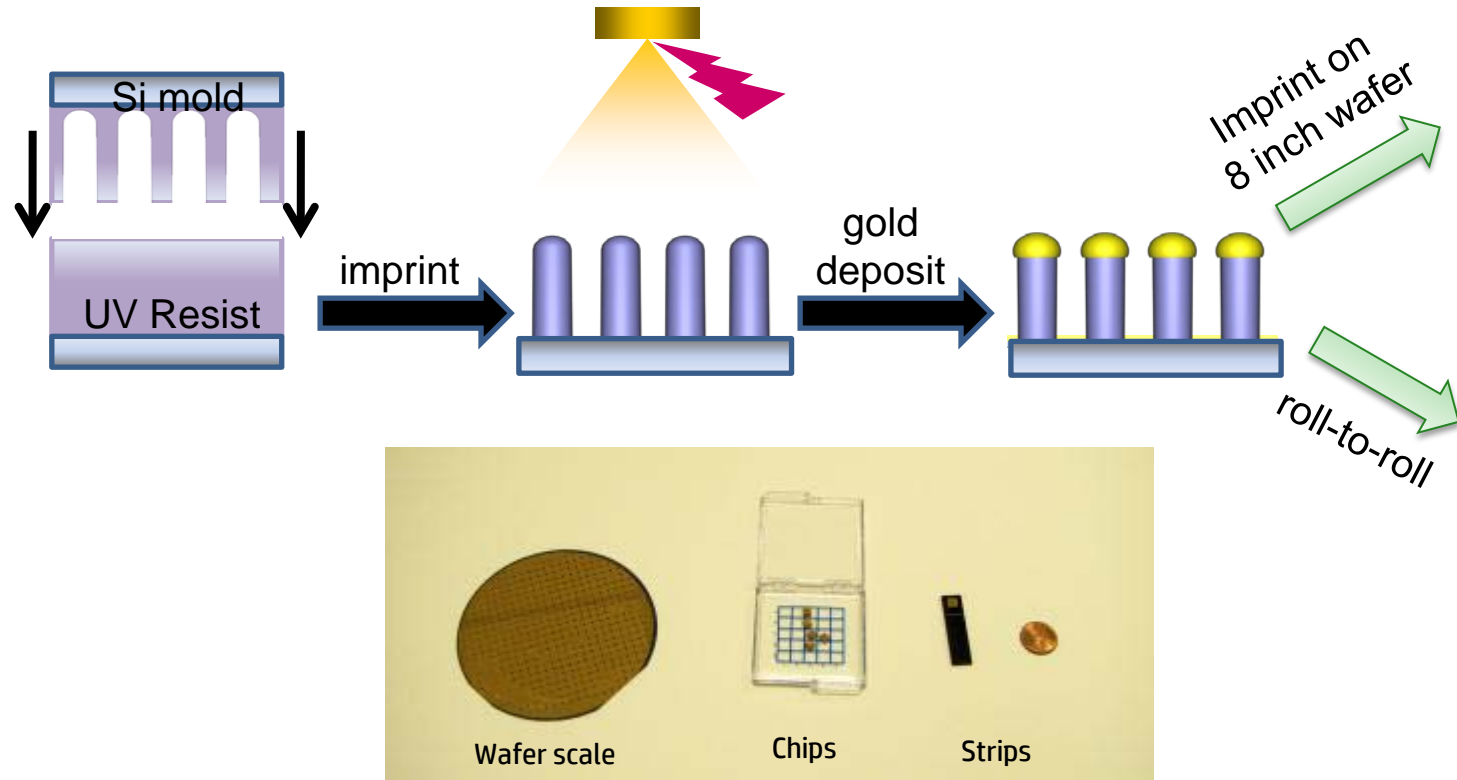 Si mold
UV Resist
imprint
gold
deposit
Imprint on
8 inch wafer
roll-to-roll
Wafer scale
Chips
Strips